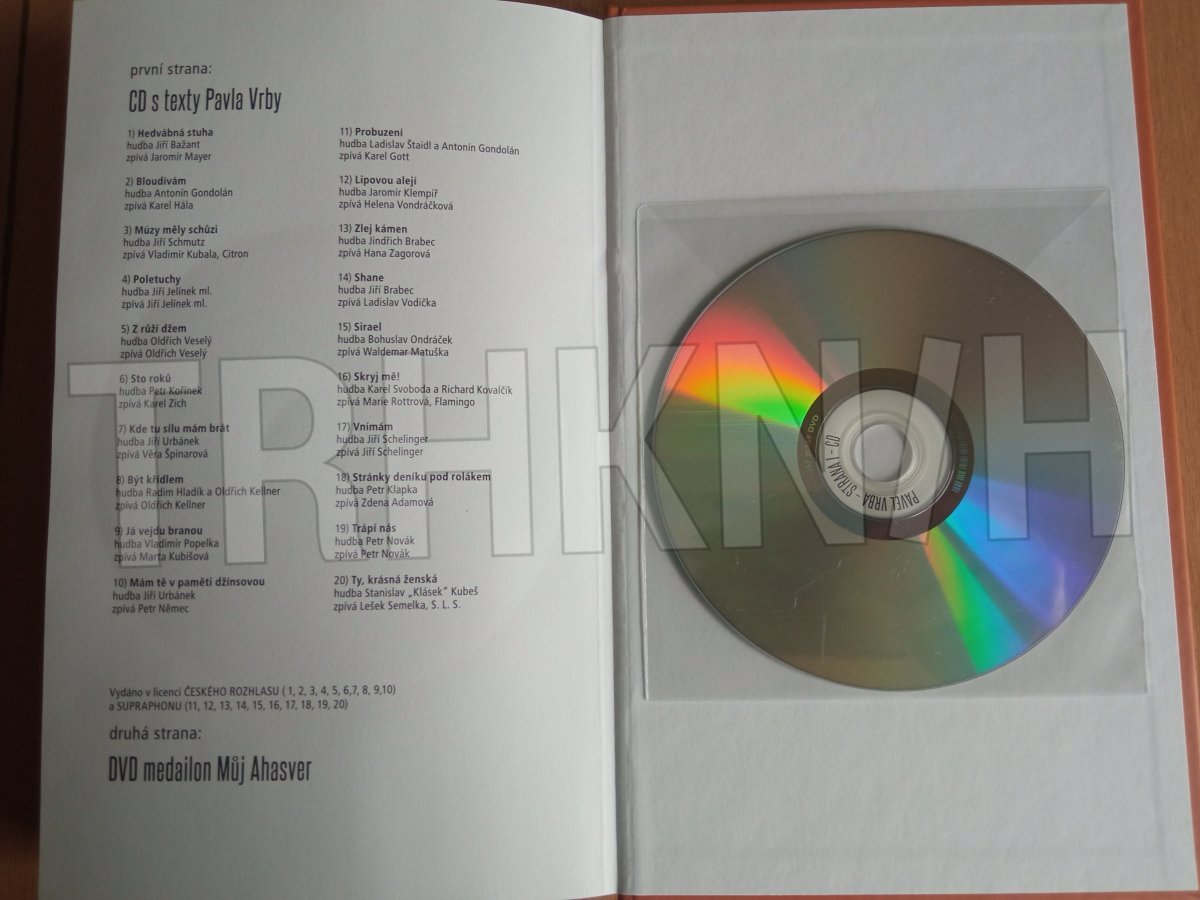 první strana:
CD s texty Pavla Vrby
1) Hedvábná stuha
hudba Jiří Bažant
zpívá Jaromír Mayer
2) Bloudívám
hudba Antonín Gondolán
zpívá Karel Hála
3) Múzy měly schůzi
hudba Jiří Schmutz
zpívá Vladimír Kubala, Citron
4) Poletuchy
hudba Jiří Jelínek ml.
zpívá Jiří Jelínek ml.
5) Z růží džem
hudba Oldřich Veselý
zpívá Oldřich Veselý
6) Sto roků
hudba Petr Kořínek
zpívá Karel Zich
7) Kde tu sílu mám brát
hudba Jiří Urbánek
zpívá Věra Špinarová
8) Být křídlem
hudba Radim Hladík a Oldřich Kellner
zpívá Oldřich Kellner
9) Já vejdu branou
hudba Vladimír Popelka
zpívá Marta Kubišová
10) Mám tě v paměti džínsovou
hudba Jiří Urbánek
zpívá Petr Němec
11) Probuzení
hudba Ladislav Štaidl a Antonín Gondolán
zpívá Karel Gott
12) Lipovou alejí
hudba Jaromír Klempíř
zpívá Helena Vondráčková
13) Zlej kámen
hudba Jindřich Brabec
zpívá Hana Zagorová
14) Shane
hudba Jiří Brabec
zpívá Ladislav Vodička
15) Sirael
hudba Bohuslav Ondráček
zpívá Waldemar Matuška
16) Skryj mě!
hudba Karel Svoboda a Richard Kovalčík
zpívá Marie Rottrová, Flamingo
17) Vnímám
hudba Jiří Schelinger
zpívá Jiří Schelinger
18) Stránky deníku pod rolákem
hudba Petr Klapka
zpívá Zdena Adamová
19) Trápí nás
hudba Petr Novák
zpívá Petr Novák
20) Ty, krásná ženská
hudba Stanislav „Klásek" Kubeš
zpívá Lešek Semelka, S. L. S.
Vydáno v licenci ČESKÉHO ROZHLASU ( 1, 2, 3, 4, 5, 6,7, 8, 9,10)
a SUPRAPHONU (11, 12, 13, 14, 15, 16, 17, 18, 19, 20)
druhá strana:
DVD medailon Můj Ahasver
PAVEL VRBA - STRANA 1 - CD
DVD
TRHKNIH